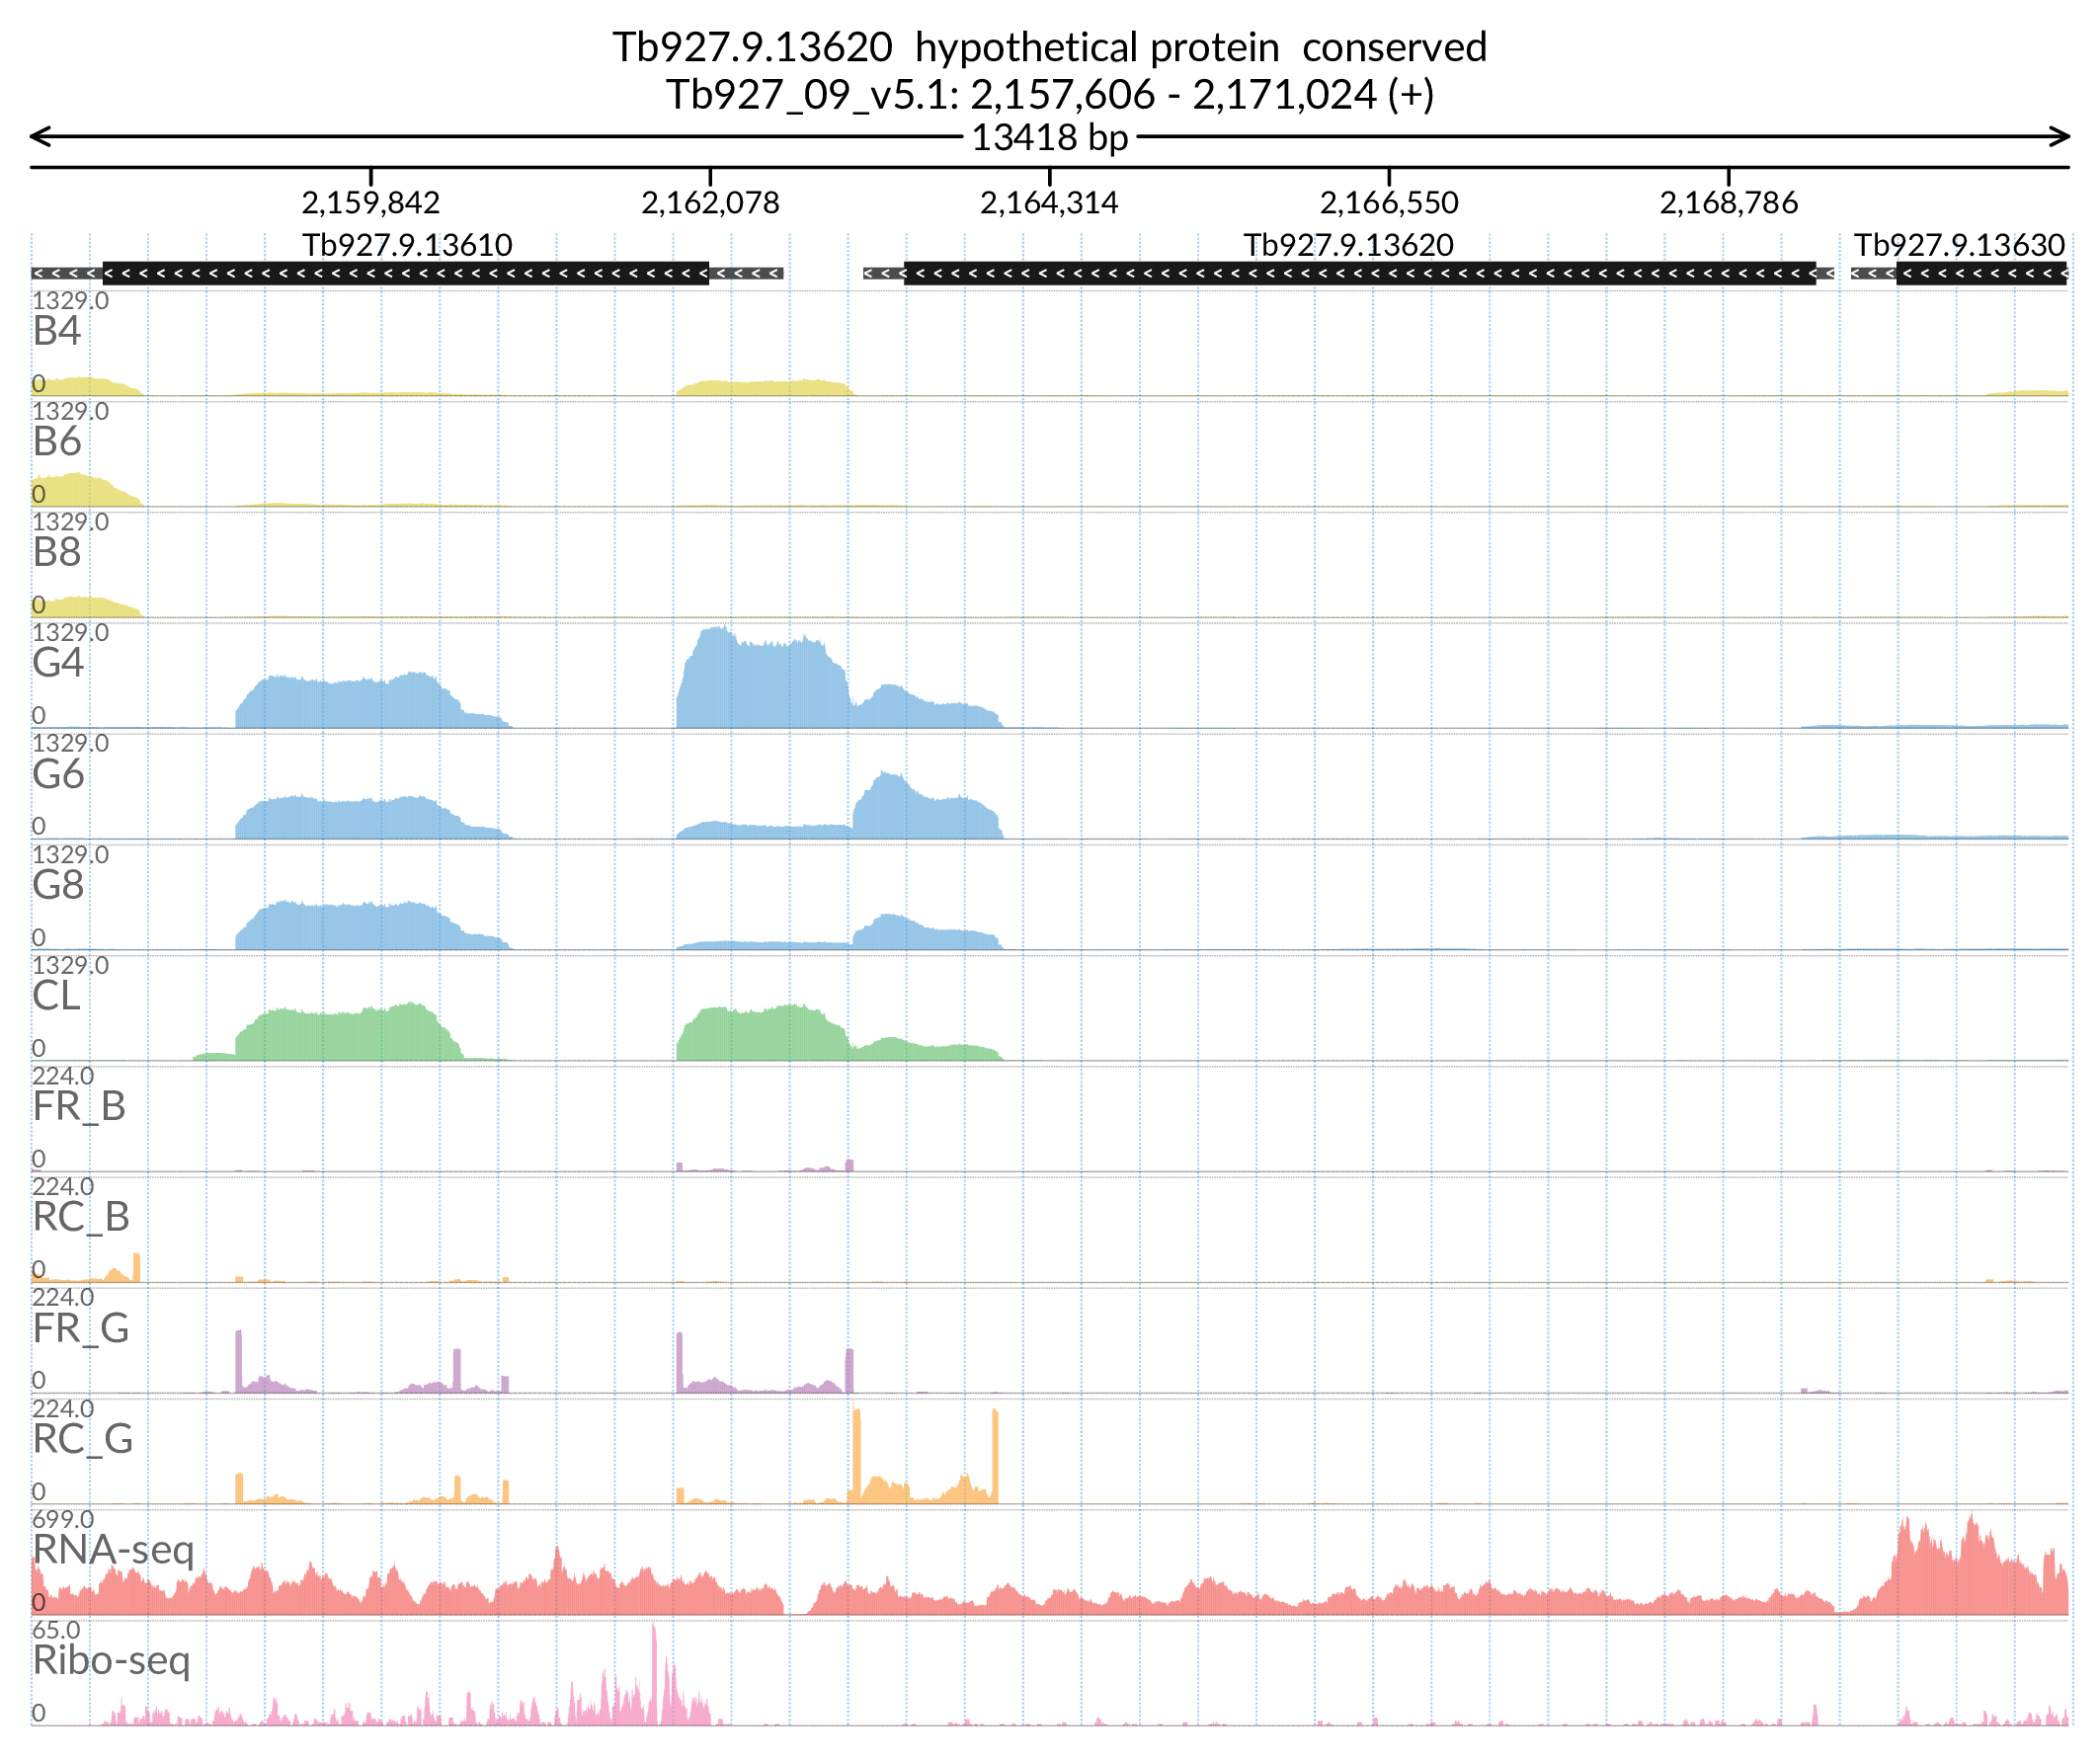 Tb927.9.13620  hypothetical protein  conserved
Tb927_09_v5.1: 2,157,606 - 2,171,024 (+)
13418 bp
2,159,842 2,162,078 2,164,314 2,166,550 2,168,786
Tb927.9.13610 Tb927.9.13620 Tb927.9.13630
1329.0
B4
0
1329.0
B6
0
1329.0
B8
0
1329.0
G4
0
1329.0
G6
0
1329.0
G8
0
1329.0
CL
0
224.0
FR_B
0
224.0
RC_B
0
224.0
FR_G
0
224.0
RC_G
0
699.0
RNA-seq
0
65.0
Ribo-seq
0